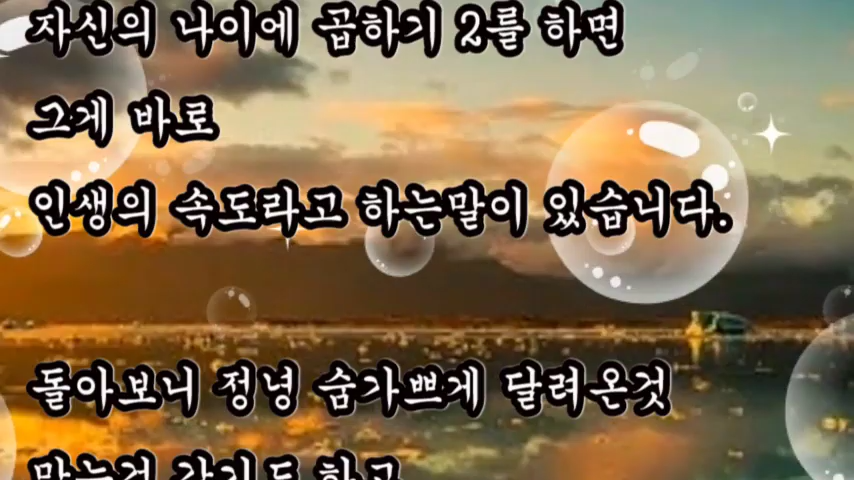 자신의 나이에 곱하기 2를 하면
그게 바로
인생의 속도라고 하는말이 있습니다.
돌아보니 정녕 숨가쁘게 달려온것